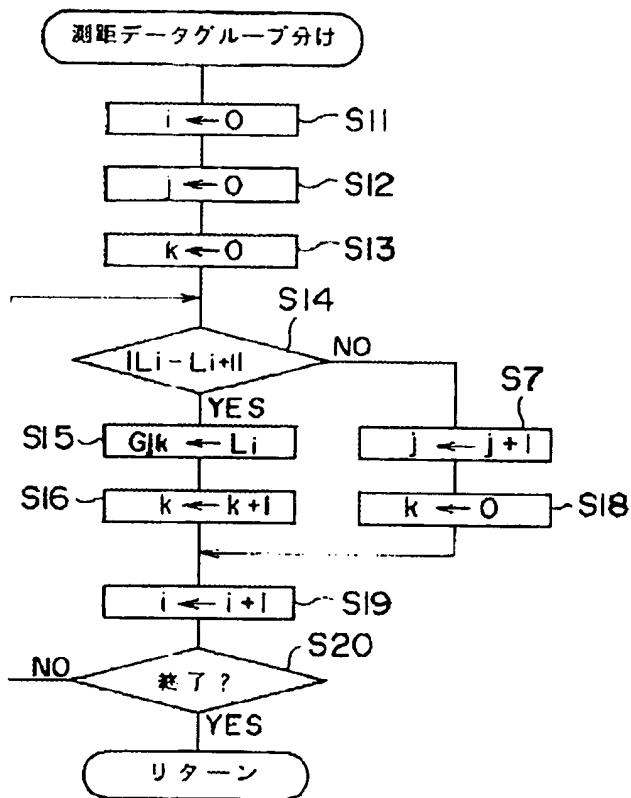 測距データグループ分け
i ← 0 S11
j ← 0 S12
k ← 0 S13
S14
|Li - Li+1|
NO
YES
S7
S15 Gjk ← Li
j ← j+1
S16 k ← k+1
k ← 0 S18
i ← i+1 S19
S20
NO
終了?
YES
リターン